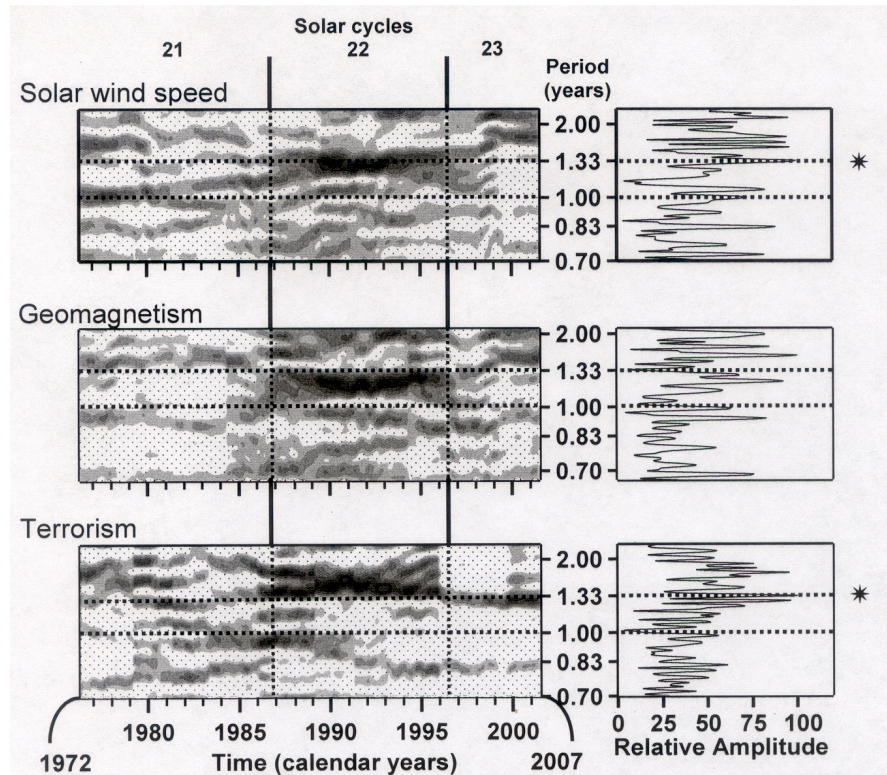 Solar cycles
21 22 23
Period
(years)
Solar wind speed
2.00
1.33
1.00
0.83
0.70
Geomagnetism
2.00
1.33
1.00
0.83
0.70
Terrorism
2.00
1.33
1.00
0.83
0.70
1980 1985 1990 1995 2000
0 25 50 75 100
1972 Time (calendar years) 2007
Relative Amplitude